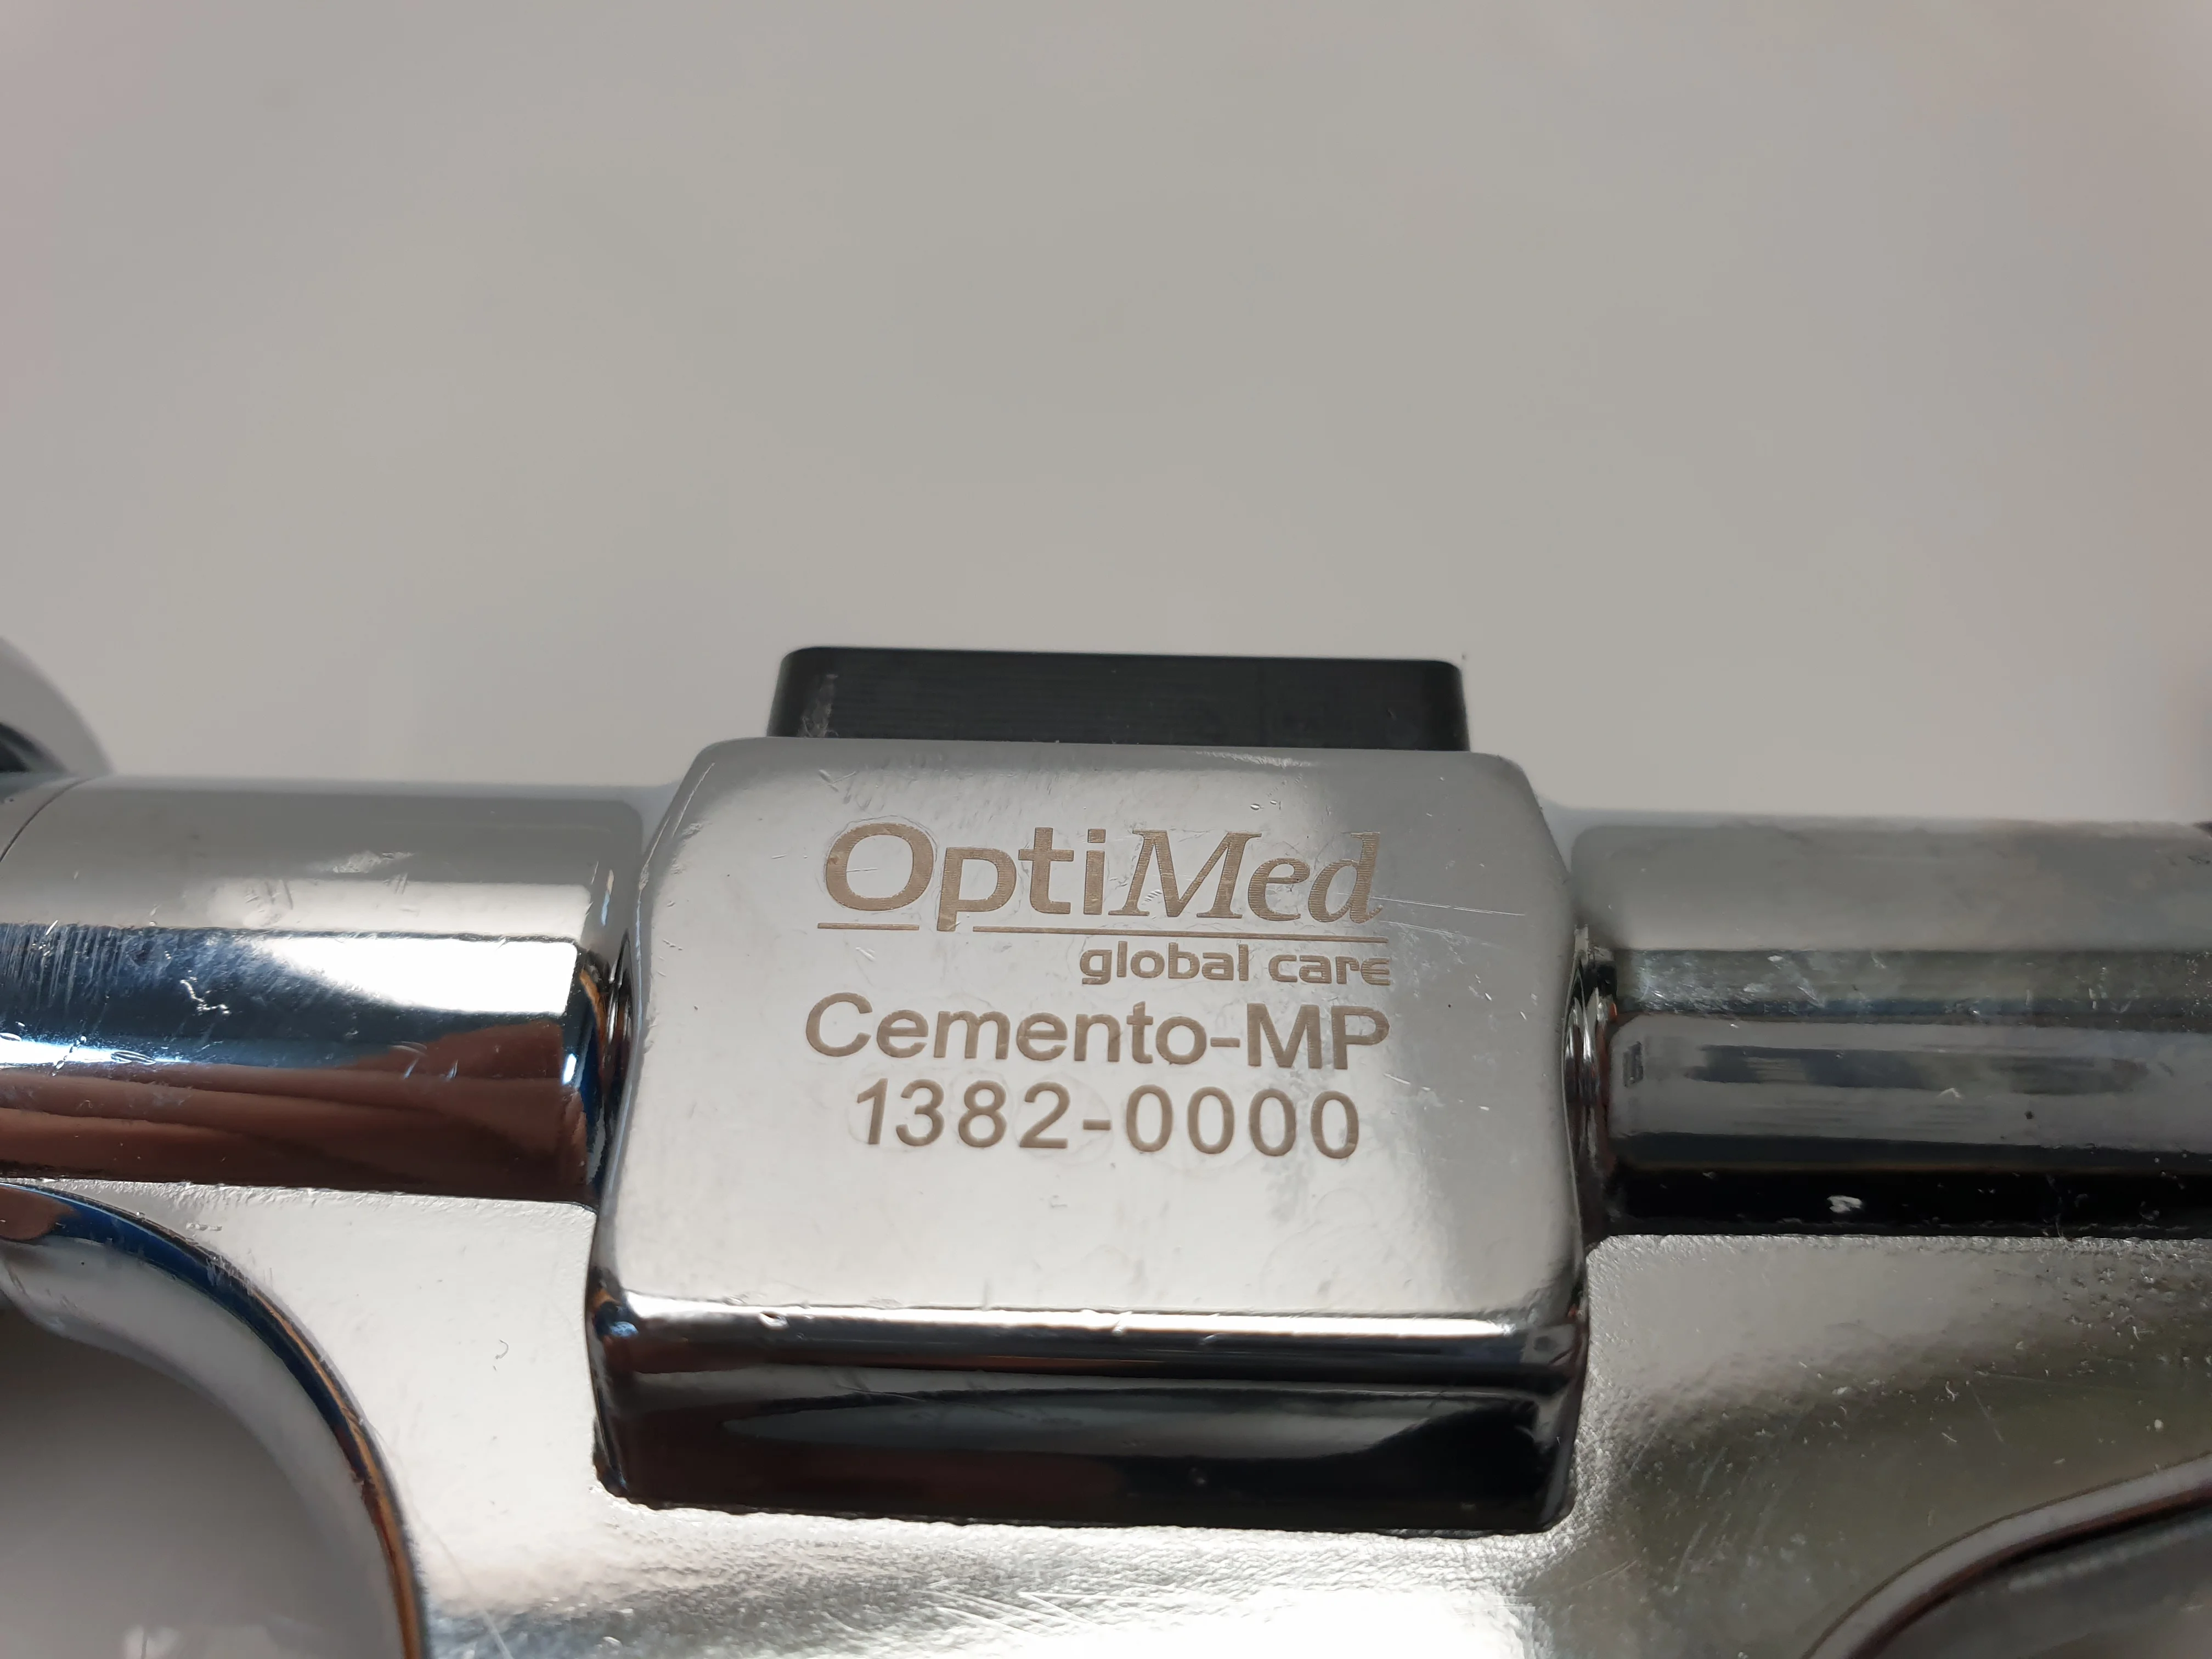 OptiMed
global care
Cemento-MP
1382-0000